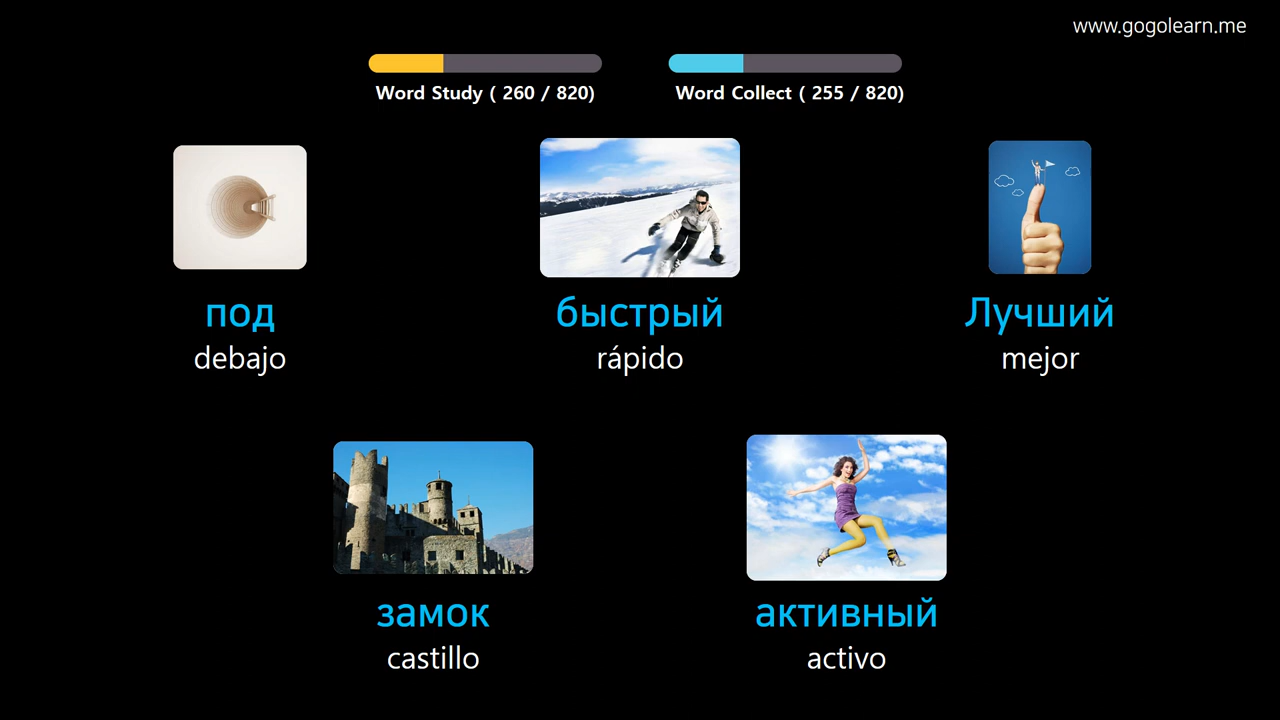 www.gogolearn.me
Word Study ( 260 / 820)
Word Collect ( 255 / 820)
под
debajo
быстрый
rápido
Лучший
mejor
замок
castillo
активный
activo